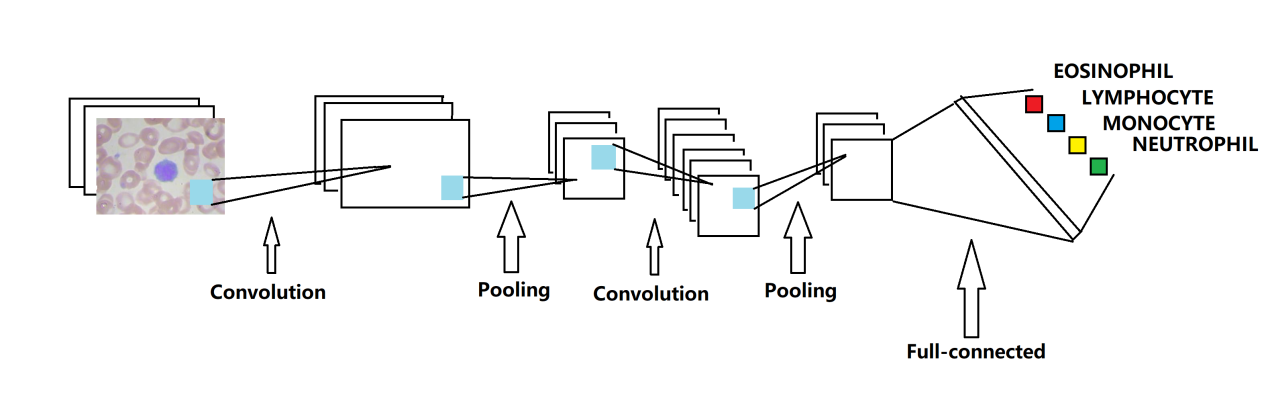 EOSINOPHIL
LYMPHOCYTE
MONOCYTE
NEUTROPHIL
Convolution
Pooling
Convolution
Pooling
Full-connected